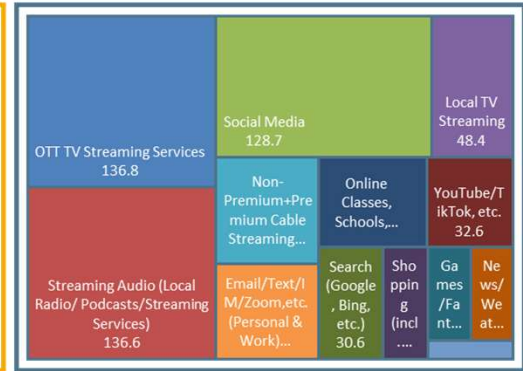 OTT TV Streaming Services
136.8
Streaming Audio (Local
Radio/ Podcasts/Streaming
Services)
136.6
Social Media
128.7
Non-
Premium+Pre
mium Cable
Streaming...
Email/Text/I
M/Zoom,etc.
(Personal &
Work)...
Online
Classes,
Schools,...
Search
(Google
, Bing,
etc.)
30.6
Sho
ppin
g
(incl
....
Local TV
Streaming
48.4
YouTube/T
ikTok, etc.
32.6
Ga
mes
/Fa
nt...
Ne
ws/
We
at...